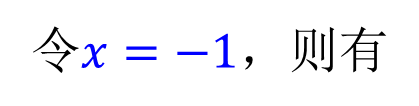 令x = −1，则有